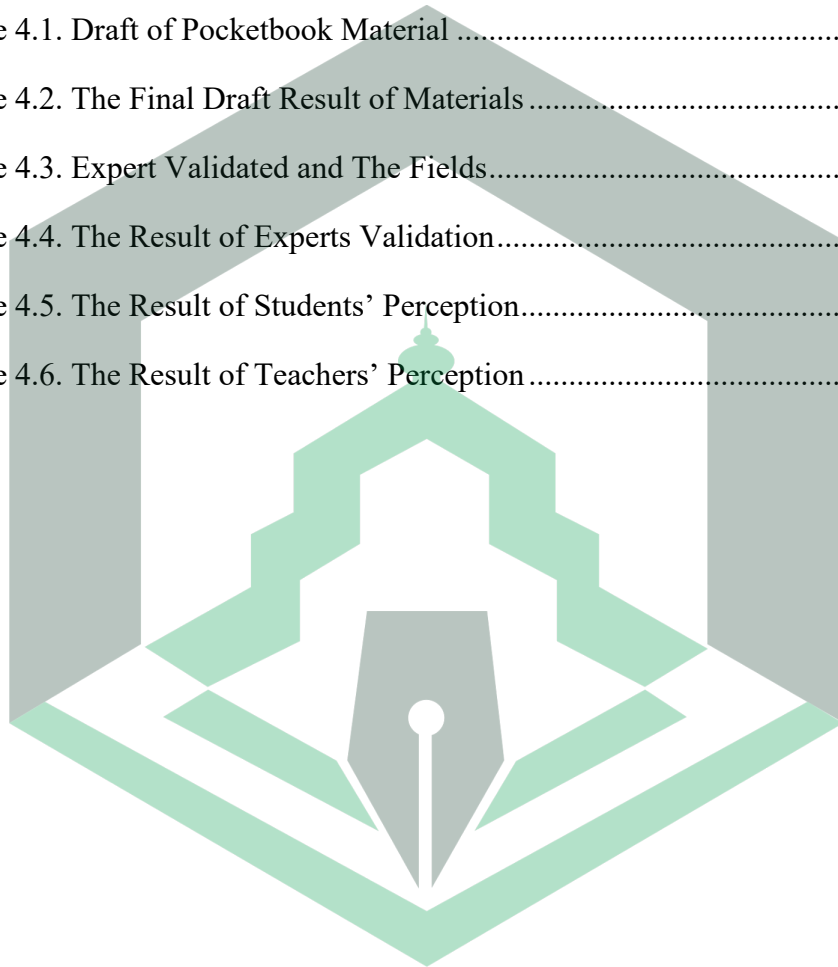 e 4.1. Draft of Pocketbook Material ................................................................
e 4.2. The Final Draft Result of Materials ................................................
e 4.3. Expert Validated and The Fields......................................................
e 4.4. The Result of Experts Validation.....................................................
e 4.5. The Result of Students’ Perception.................................................
e 4.6. The Result of Teachers’ Perception ................................................